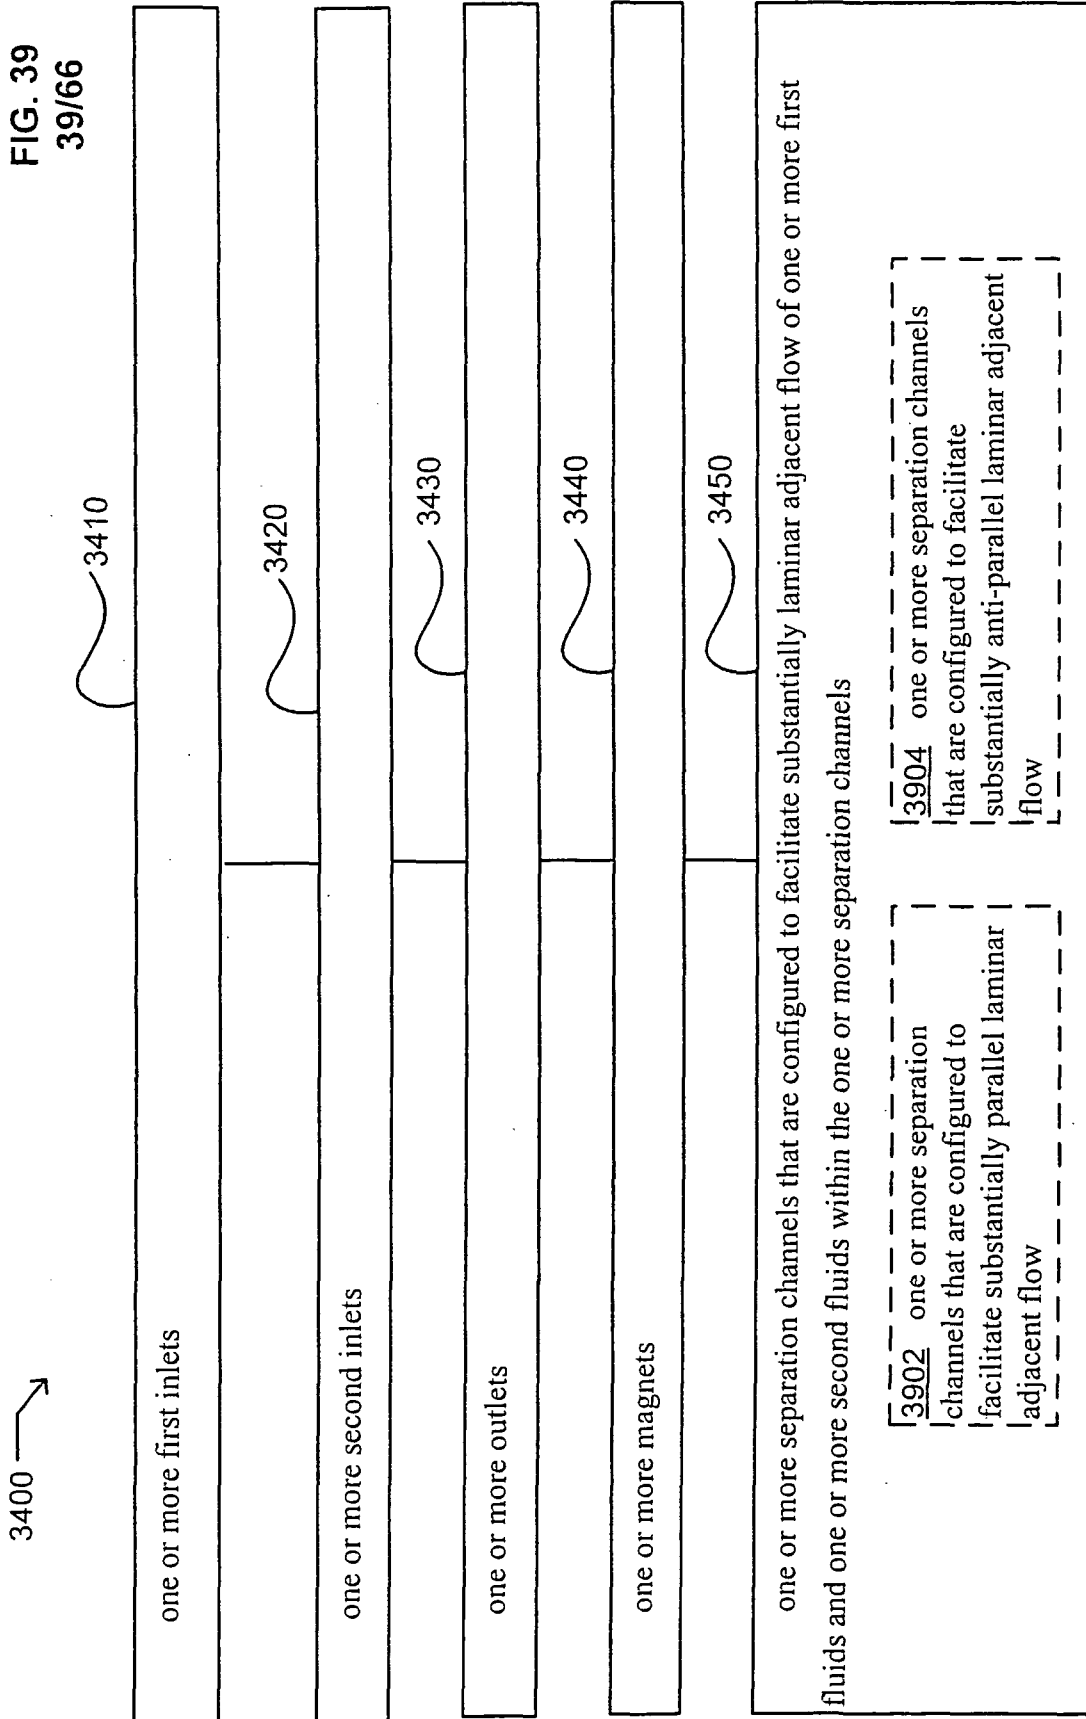 FIG. 39
39/66
3400
3410
one or more first inlets
3420
one or more second inlets
3430
one or more outlets
3440
one or more magnets
3450
one or more separation channels that are configured to facilitate substantially laminar adjacent flow of one or more first
fluids and one or more second fluids within the one or more separation channels
3902 one or more separation
channels that are configured to
facilitate substantially parallel laminar
adjacent flow
3904 one or more separation channels
that are configured to facilitate
substantially anti-parallel laminar adjacent
flow